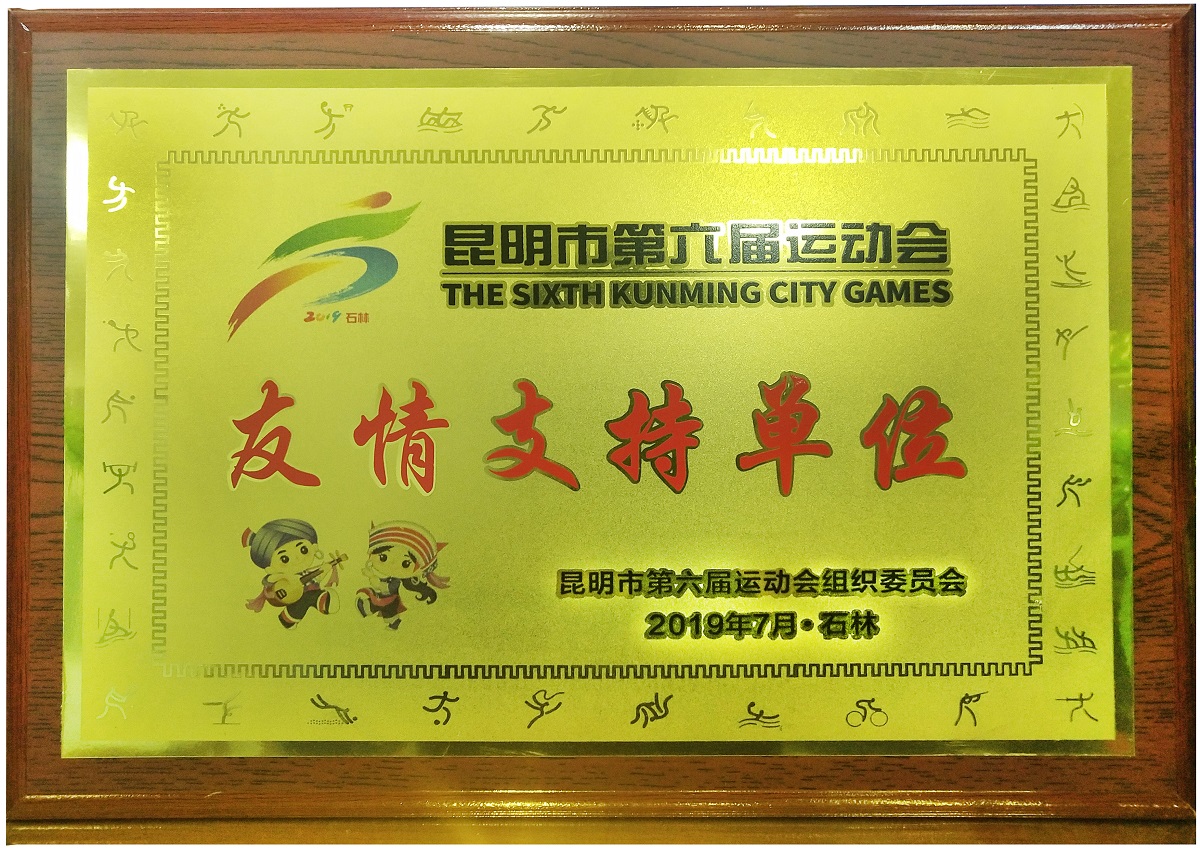 昆明市第六届运动会
THE SIXTH KUNMING CITY GAMES
2019 石林
友情支持单位
昆明市第六届运动会组织委员会
2019年7月•石林